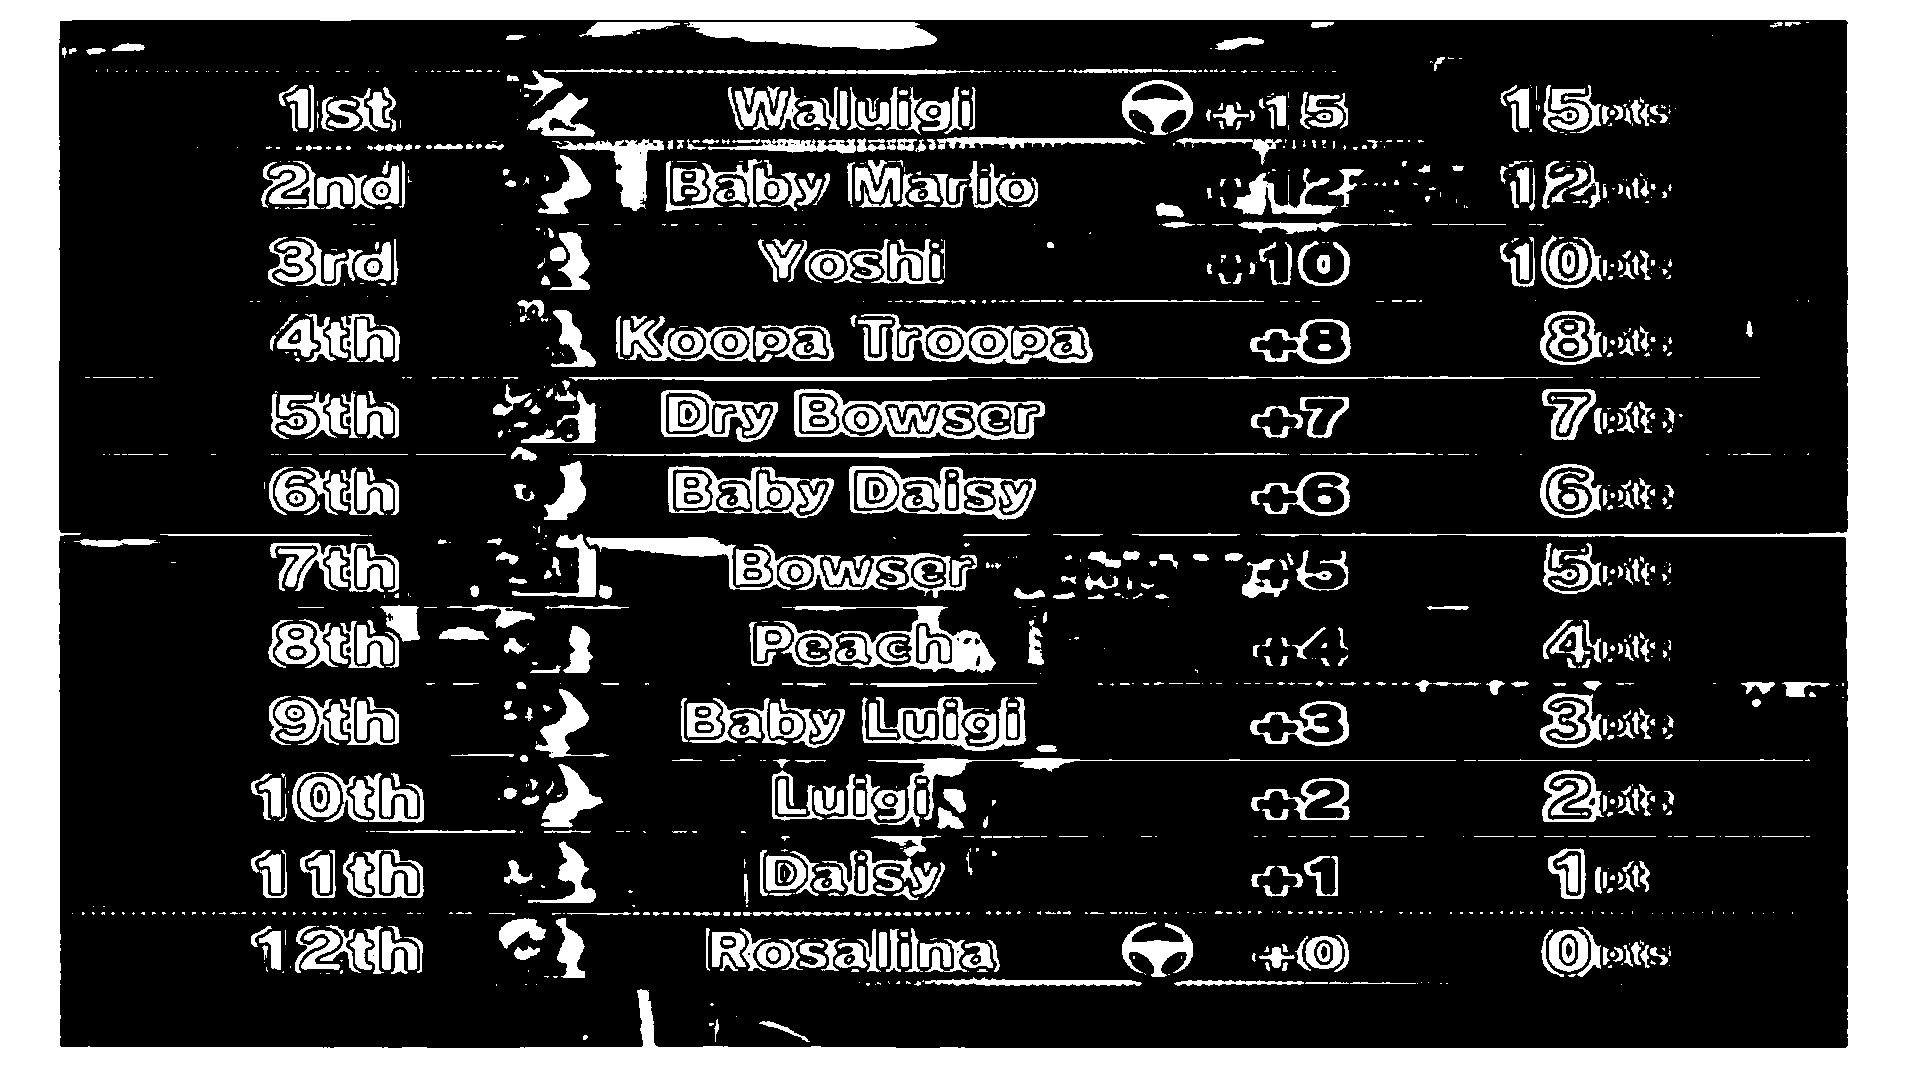 1st Waluigi +15 15pts
2nd Baby Mario +12 12pts
3rd Yoshi +10 10pts
4th Koopa Troopa +8 8pts
5th Dry Bowser +7 7pts
6th Baby Daisy +6 6pts
7th Bowser +5 5pts
8th Peach +4 4pts
9th Baby Luigi +3 3pts
10th Luigi +2 2pts
11th Daisy +1 1pt
12th Rosalina +0 0pts